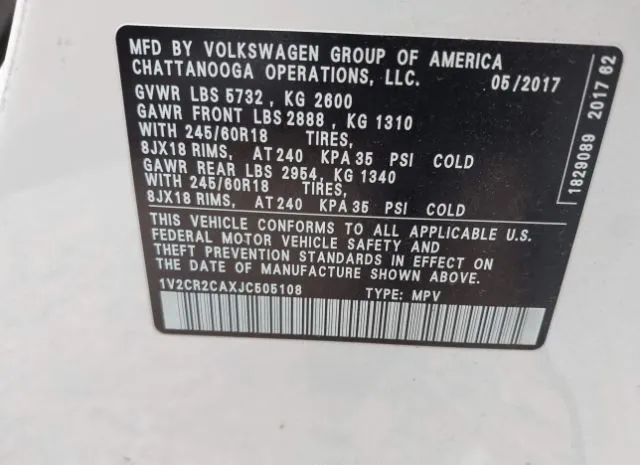 MFD BY VOLKSWAGEN GROUP OF AMERICA
CHATTANOOGA OPERATIONS, LLC. 05/2017
GVWR LBS 5732 , KG 2600
GAWR FRONT LBS 2888 , KG 1310
WITH 245/60R18 TIRES,
8JX18 RIMS, AT 240 KPA 35 PSI COLD
GAWR REAR LBS 2954, KG 1340
WITH 245/60R18 TIRES,
8JX18 RIMS, AT 240 KPA 35 PSI COLD
THIS VEHICLE CONFORMS TO ALL APPLICABLE U.S.
FEDERAL MOTOR VEHICLE SAFETY AND
THEFT PREVENTION STANDARDS IN EFFECT ON
THE DATE OF MANUFACTURE SHOWN ABOVE.
1V2CR2CAXJC505108 TYPE: MPV
1829089 2017 62